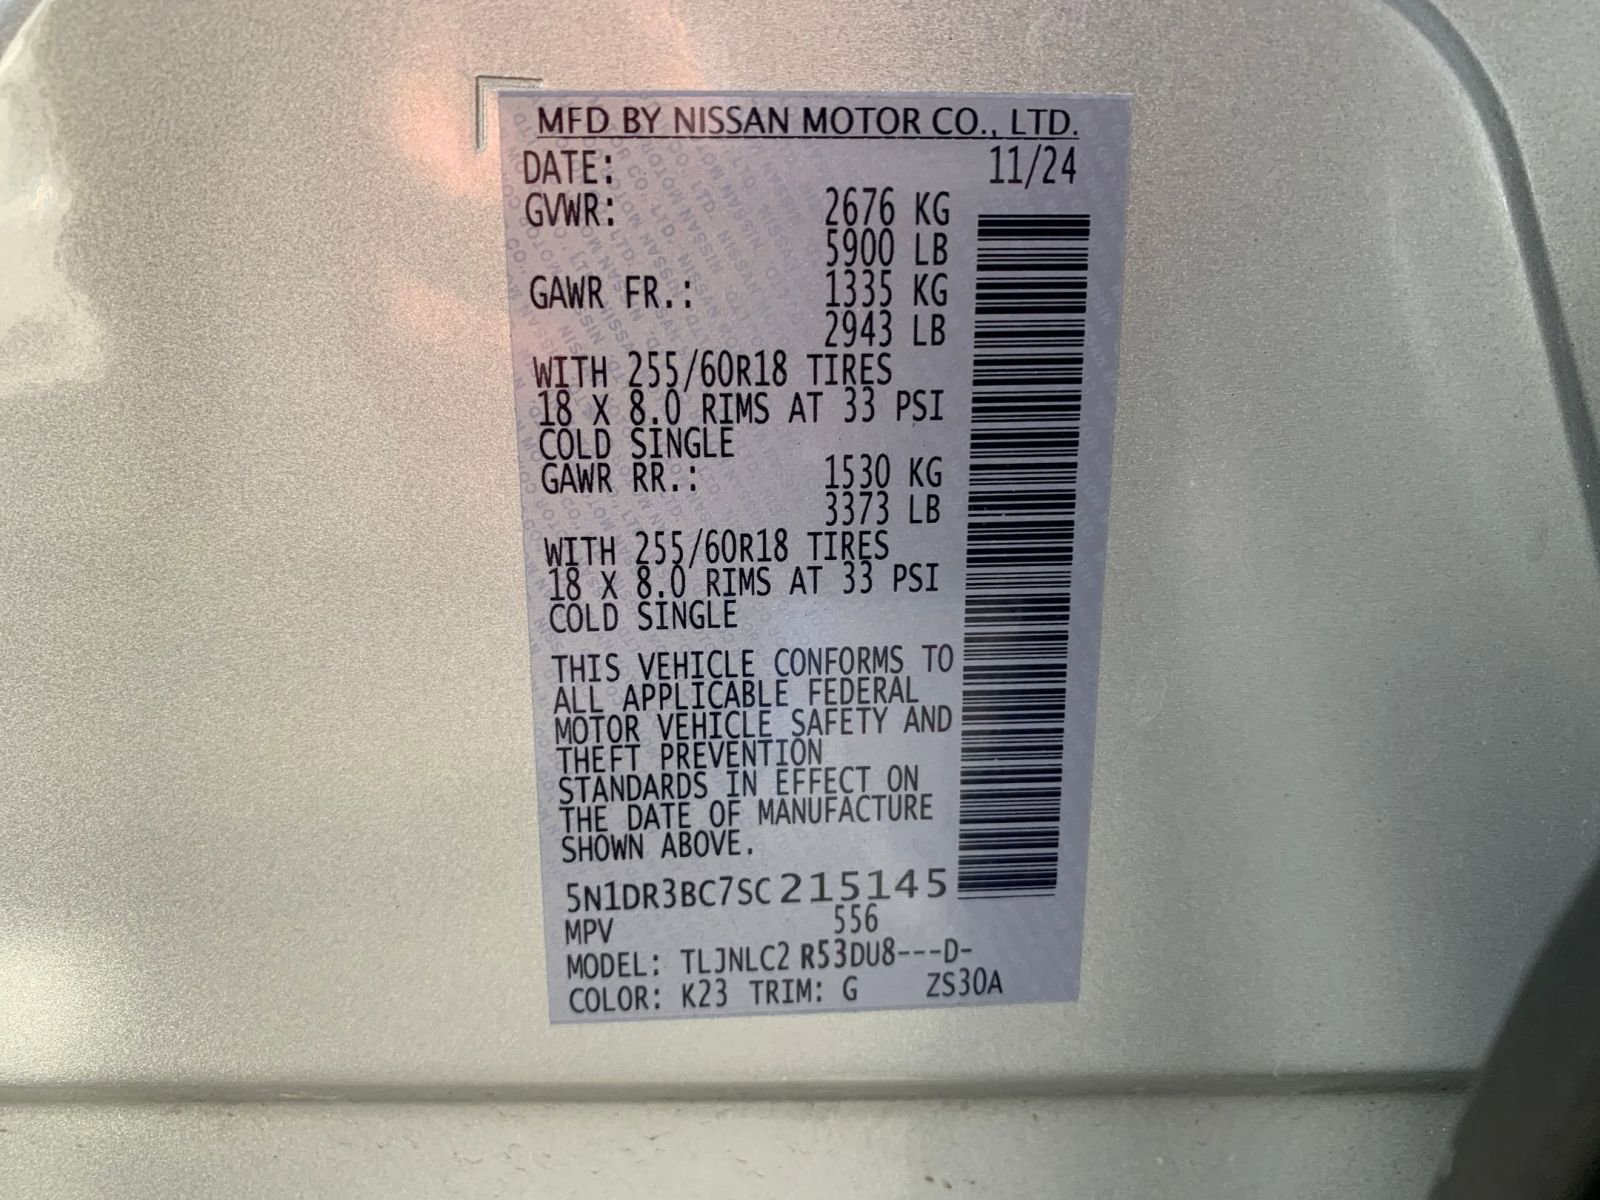 MFD BY NISSAN MOTOR CO., LTD.
DATE: 11/24
GVWR: 2676 KG
5900 LB
GAWR FR.: 1335 KG
2943 LB
WITH 255/60R18 TIRES
18 X 8.0 RIMS AT 33 PSI
COLD SINGLE
GAWR RR.: 1530 KG
3373 LB
WITH 255/60R18 TIRES
18 X 8.0 RIMS AT 33 PSI
COLD SINGLE
THIS VEHICLE CONFORMS TO
ALL APPLICABLE FEDERAL
MOTOR VEHICLE SAFETY AND
THEFT PREVENTION
STANDARDS IN EFFECT ON
THE DATE OF MANUFACTURE
SHOWN ABOVE.
5N1DR3BC7SC215145
MPV 556
MODEL: TLJNLC2 R53DU8---D-
COLOR: K23 TRIM: G ZS30A